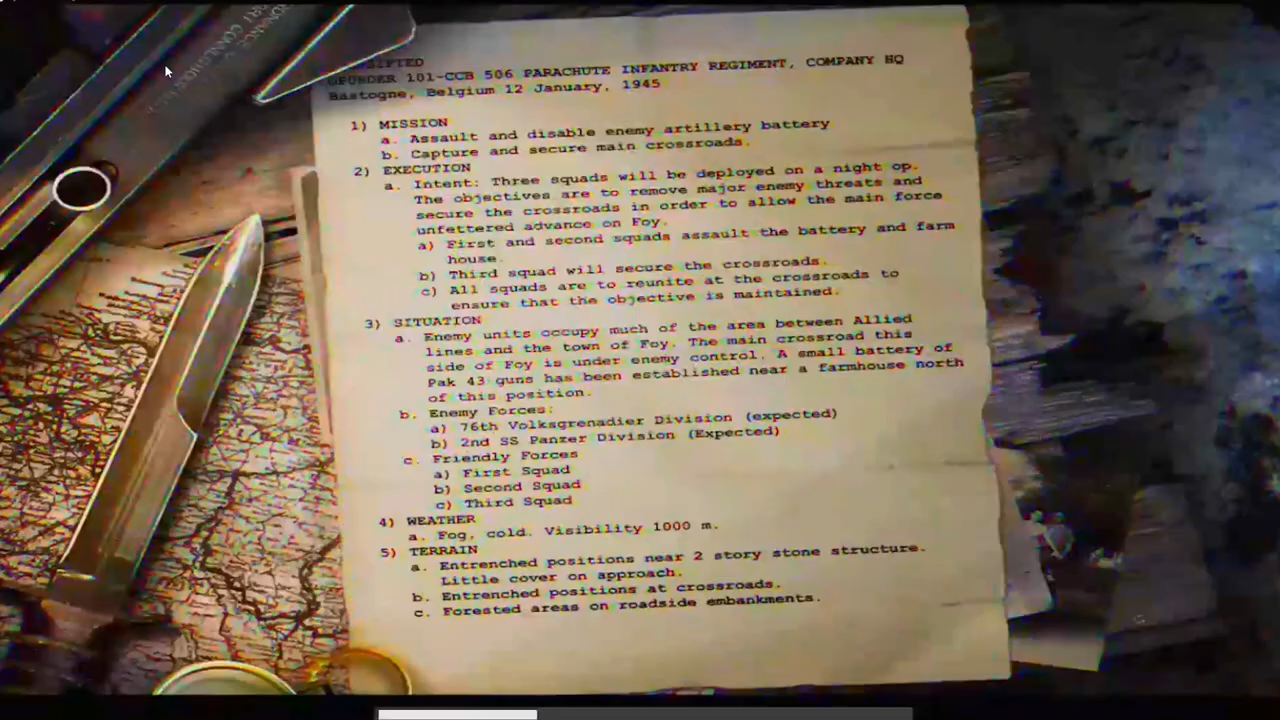 OPORDER 101-CCB 506 PARACHUTE INFANTRY REGIMENT, COMPANY HQ
Bastogne, Belgium 12 January, 1945
1) MISSION
a. Assault and disable enemy artillery battery
b. Capture and secure main crossroads.
2) EXECUTION
a. Intent: Three squads will be deployed on a night op.
The objectives are to remove major enemy threats and
secure the crossroads in order to allow the main force
unfettered advance on Foy.
a) First and second squads assault the battery and farm
house.
b) Third squad will secure the crossroads.
c) All squads are to reunite at the crossroads to
ensure that the objective is maintained.
3) SITUATION
a. Enemy units occupy much of the area between Allied
lines and the town of Foy. The main crossroad this
side of Foy is under enemy control. A small battery of
Pak 43 guns has been established near a farmhouse north
of this position.
b. Enemy Forces:
a) 76th Volksgrenadier Division (expected)
b) 2nd SS Panzer Division (Expected)
c. Friendly Forces
a) First Squad
b) Second Squad
c) Third Squad
4) WEATHER
a. Fog, cold. Visibility 1000 m.
5) TERRAIN
a. Entrenched positions near 2 story stone structure.
Little cover on approach.
b. Entrenched positions at crossroads.
c. Forested areas on roadside embankments.